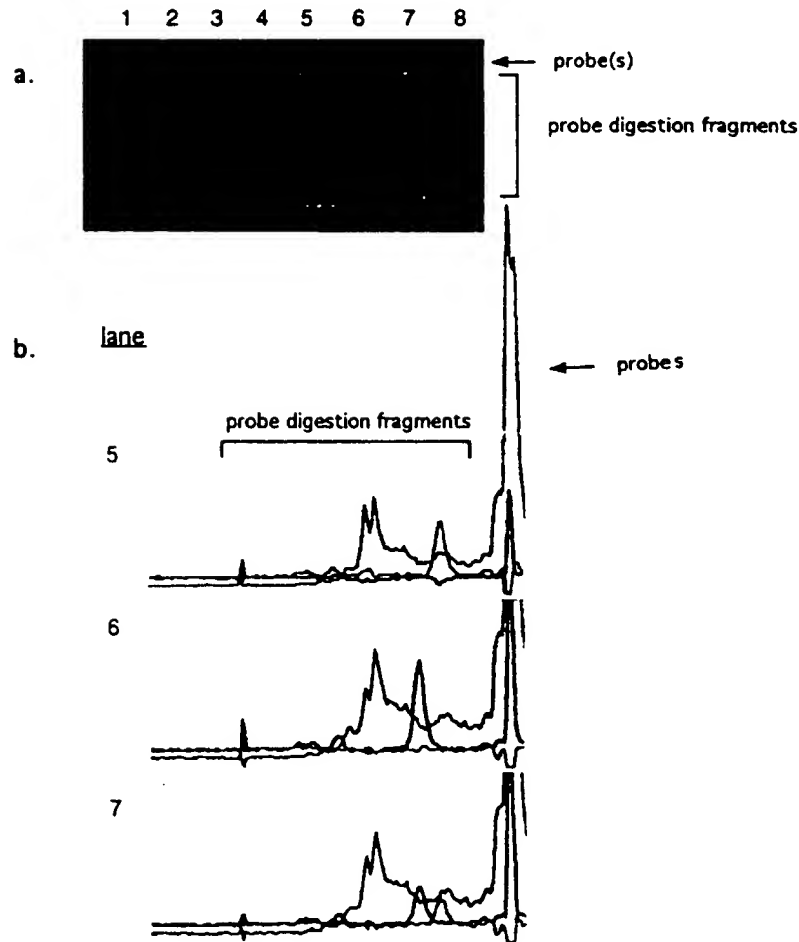 1 2 3 4 5 6 7 8
a.
probe(s)
probe digestion fragments
b.
lane
probes
probe digestion fragments
5
6
7